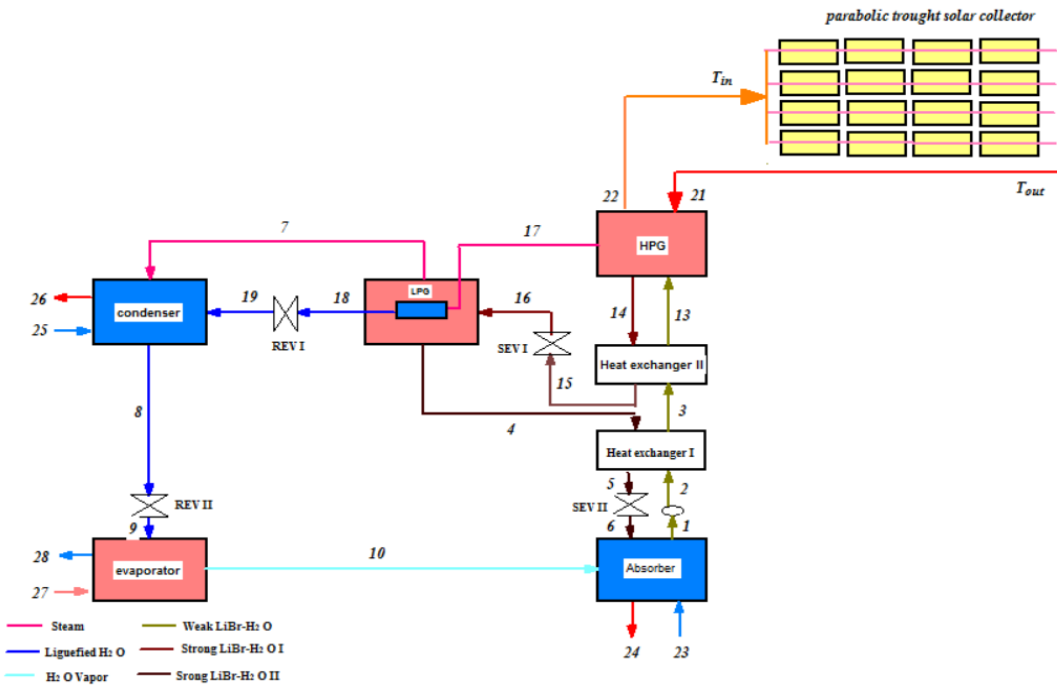 parabolic trought solar collector
T_in
T_out
22
21
HPG
7
17
LPG
condenser
26
25
19
18
16
REV I
SEV I
14
13
Heat exchanger II
15
8
4
3
Heat exchanger I
REV II
SEV II
5
2
9
6
1
28
27
evaporator
10
Absorber
24
23
Steam
Weak LiBr-H₂ O
Liguefied H₂O
Strong LiBr-H₂ O I
H₂ O Vapor
Srong LiBr-H₂ O II